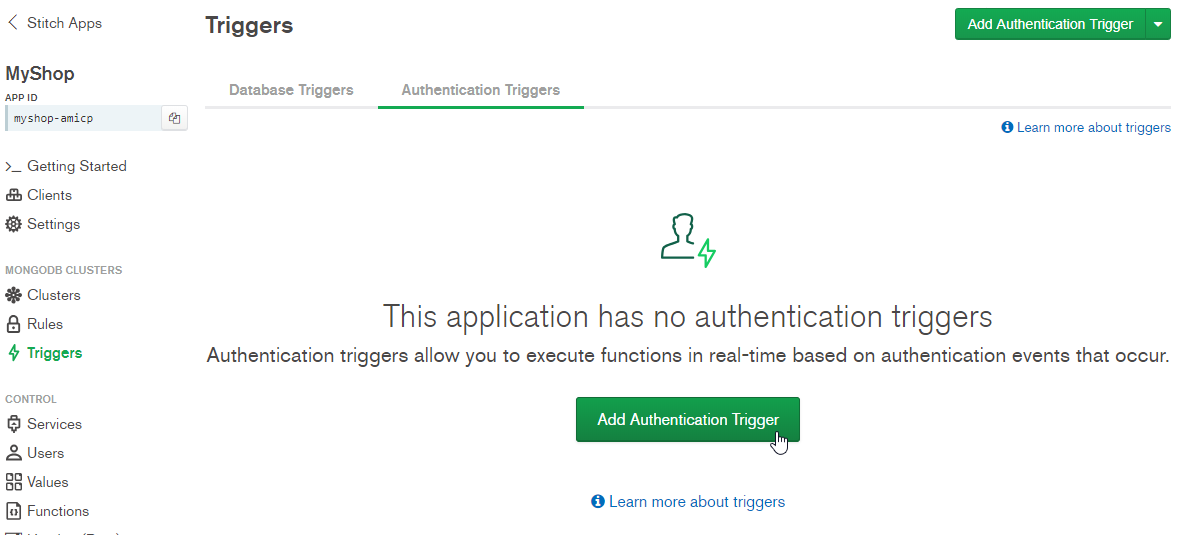 Stitch Apps
MyShop
APP ID
myshop-amicp
Getting Started
Clients
Settings
MONGODB CLUSTERS
Clusters
Rules
Triggers
CONTROL
Services
Users
Values
Functions
Triggers
Add Authentication Trigger
Database Triggers
Authentication Triggers
Learn more about triggers
This application has no authentication triggers
Authentication triggers allow you to execute functions in real-time based on authentication events that occur.
Add Authentication Trigger
Learn more about triggers